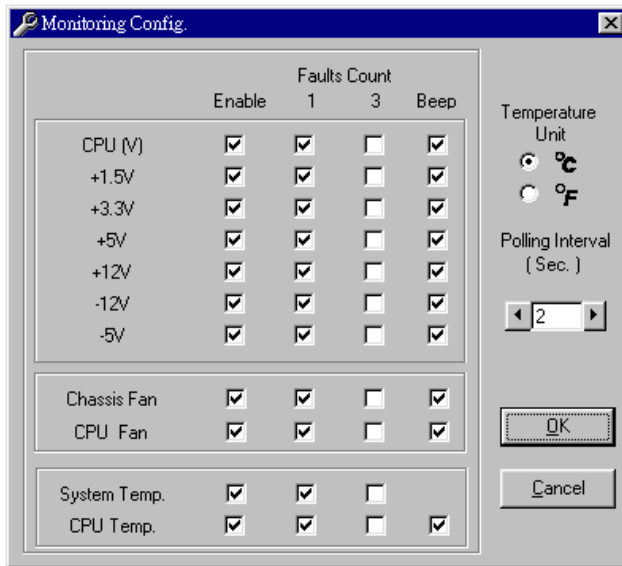 Monitoring Config.
Faults Count
Enable 1 3 Beep
CPU (V)
+1.5V
+3.3V
+5V
+12V
-12V
-5V
Chassis Fan
CPU Fan
System Temp.
CPU Temp.
Temperature
Unit
°C
°F
Polling Interval
( Sec. )
2
OK
Cancel